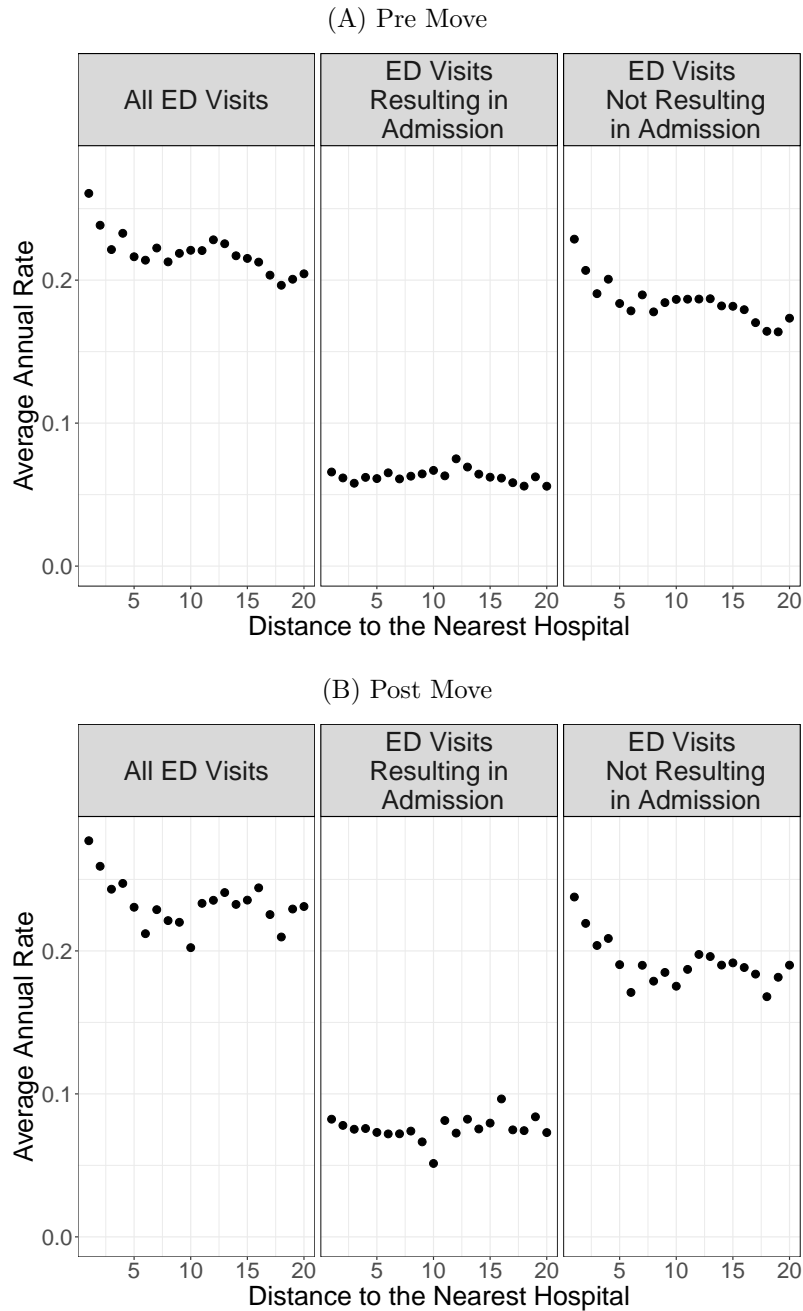 (A) Pre Move
All ED Visits
ED Visits
Resulting in
Admission
ED Visits
Not Resulting
in Admission
Average Annual Rate
0.2
0.1
0.0
5 10 15 20 5 10 15 20 5 10 15 20
Distance to the Nearest Hospital
(B) Post Move
All ED Visits
ED Visits
Resulting in
Admission
ED Visits
Not Resulting
in Admission
Average Annual Rate
0.2
0.1
0.0
5 10 15 20 5 10 15 20 5 10 15 20
Distance to the Nearest Hospital